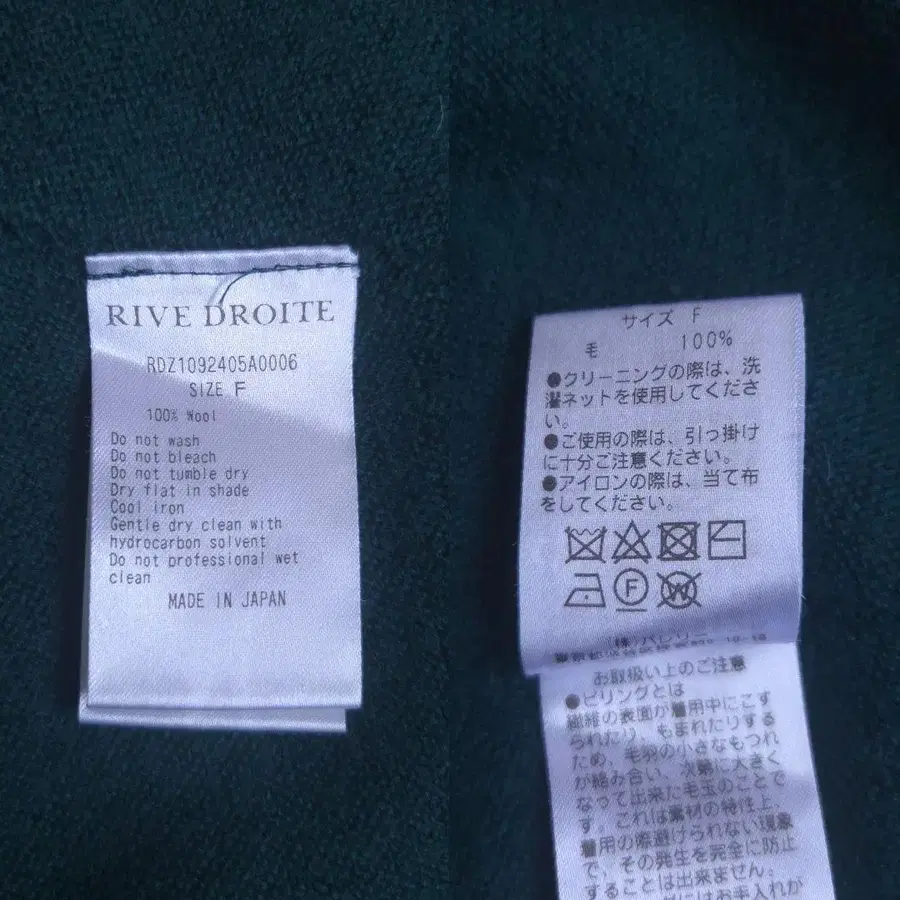 RIVE DROITE
RDZ1092405A0006
SIZE F
100% Wool
Do not wash
Do not bleach
Do not tumble dry
Dry flat in shade
Cool iron
Gentle dry clean with
hydrocarbon solvent
Do not professional wet
clean
MADE IN JAPAN
サイズ F
毛 100%
●クリーニングの際は、洗
濯ネットを使用してくださ
い。
●ご使用の際は、引っ掛け
に十分ご注意ください。
●アイロンの際は、当て布
をしてください。
F
W
お取扱い上のご注意
●ピリングとは
繊維の表面が着用中にこす
られたり、もまれたりする
ため、毛羽の小さなもつれ
が絡み合い、次第に大きく
なって出来た毛玉のことで
す。これは素材の特性上、
着用の際避けられない現象
で、その発生を完全に防止
することは出来ません。
にはお手入れが